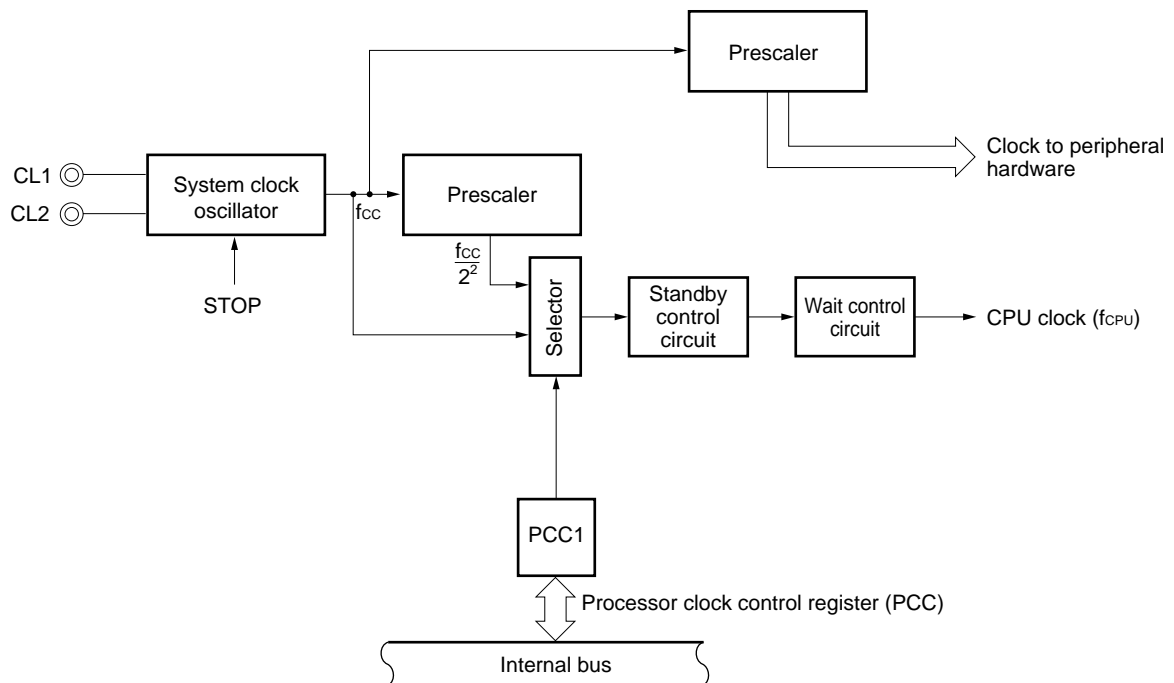 Prescaler
Clock to peripheral
hardware
CL1
CL2
System clock
oscillator
fCC
Prescaler
STOP
fCC
2²
Selector
Standby
control
circuit
Wait control
circuit
CPU clock (fCPU)
PCC1
Processor clock control register (PCC)
Internal bus